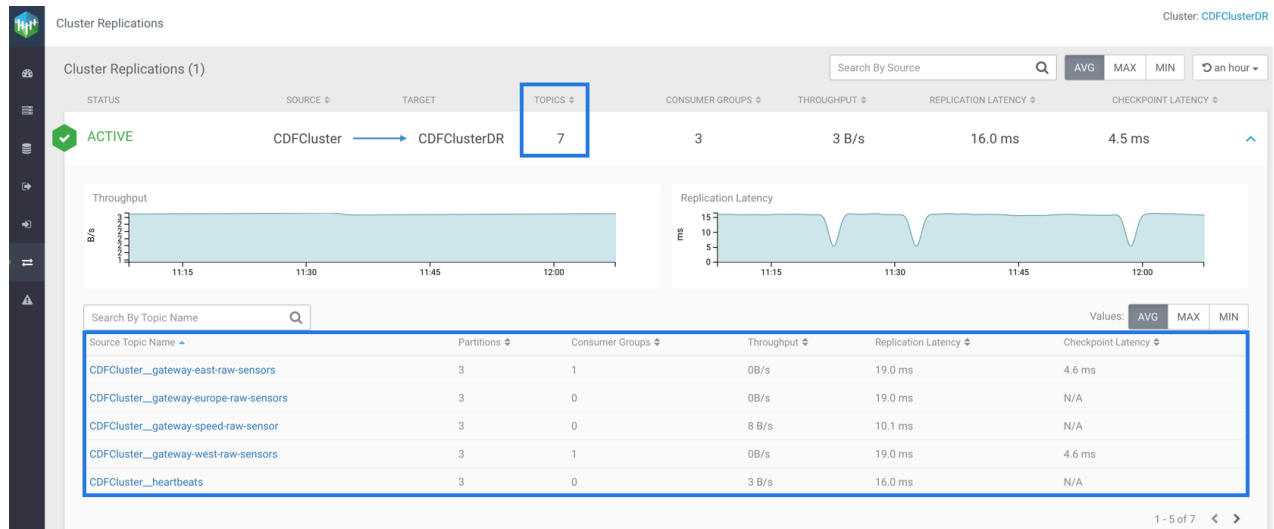 Cluster Replications
Cluster: CDFClusterDR
Cluster Replications (1)
Search By Source
AVG MAX MIN
an hour
STATUS SOURCE TARGET TOPICS CONSUMER GROUPS THROUGHPUT REPLICATION LATENCY CHECKPOINT LATENCY
ACTIVE CDFCluster CDFClusterDR 7 3 3 B/s 16.0 ms 4.5 ms
Throughput
B/s
3
2
2
2
2
2
1
11:15 11:30 11:45 12:00
Replication Latency
ms
15
10
5
0
11:15 11:30 11:45 12:00
Search By Topic Name
Values: AVG MAX MIN
Source Topic Name Partitions Consumer Groups Throughput Replication Latency Checkpoint Latency
CDFCluster__gateway-east-raw-sensors 3 1 0B/s 19.0 ms 4.6 ms
CDFCluster__gateway-europe-raw-sensors 3 0 0B/s 19.0 ms N/A
CDFCluster__gateway-speed-raw-sensor 3 0 8 B/s 10.1 ms N/A
CDFCluster__gateway-west-raw-sensors 3 1 0B/s 19.0 ms 4.6 ms
CDFCluster__heartbeats 3 0 3 B/s 16.0 ms N/A
1 - 5 of 7